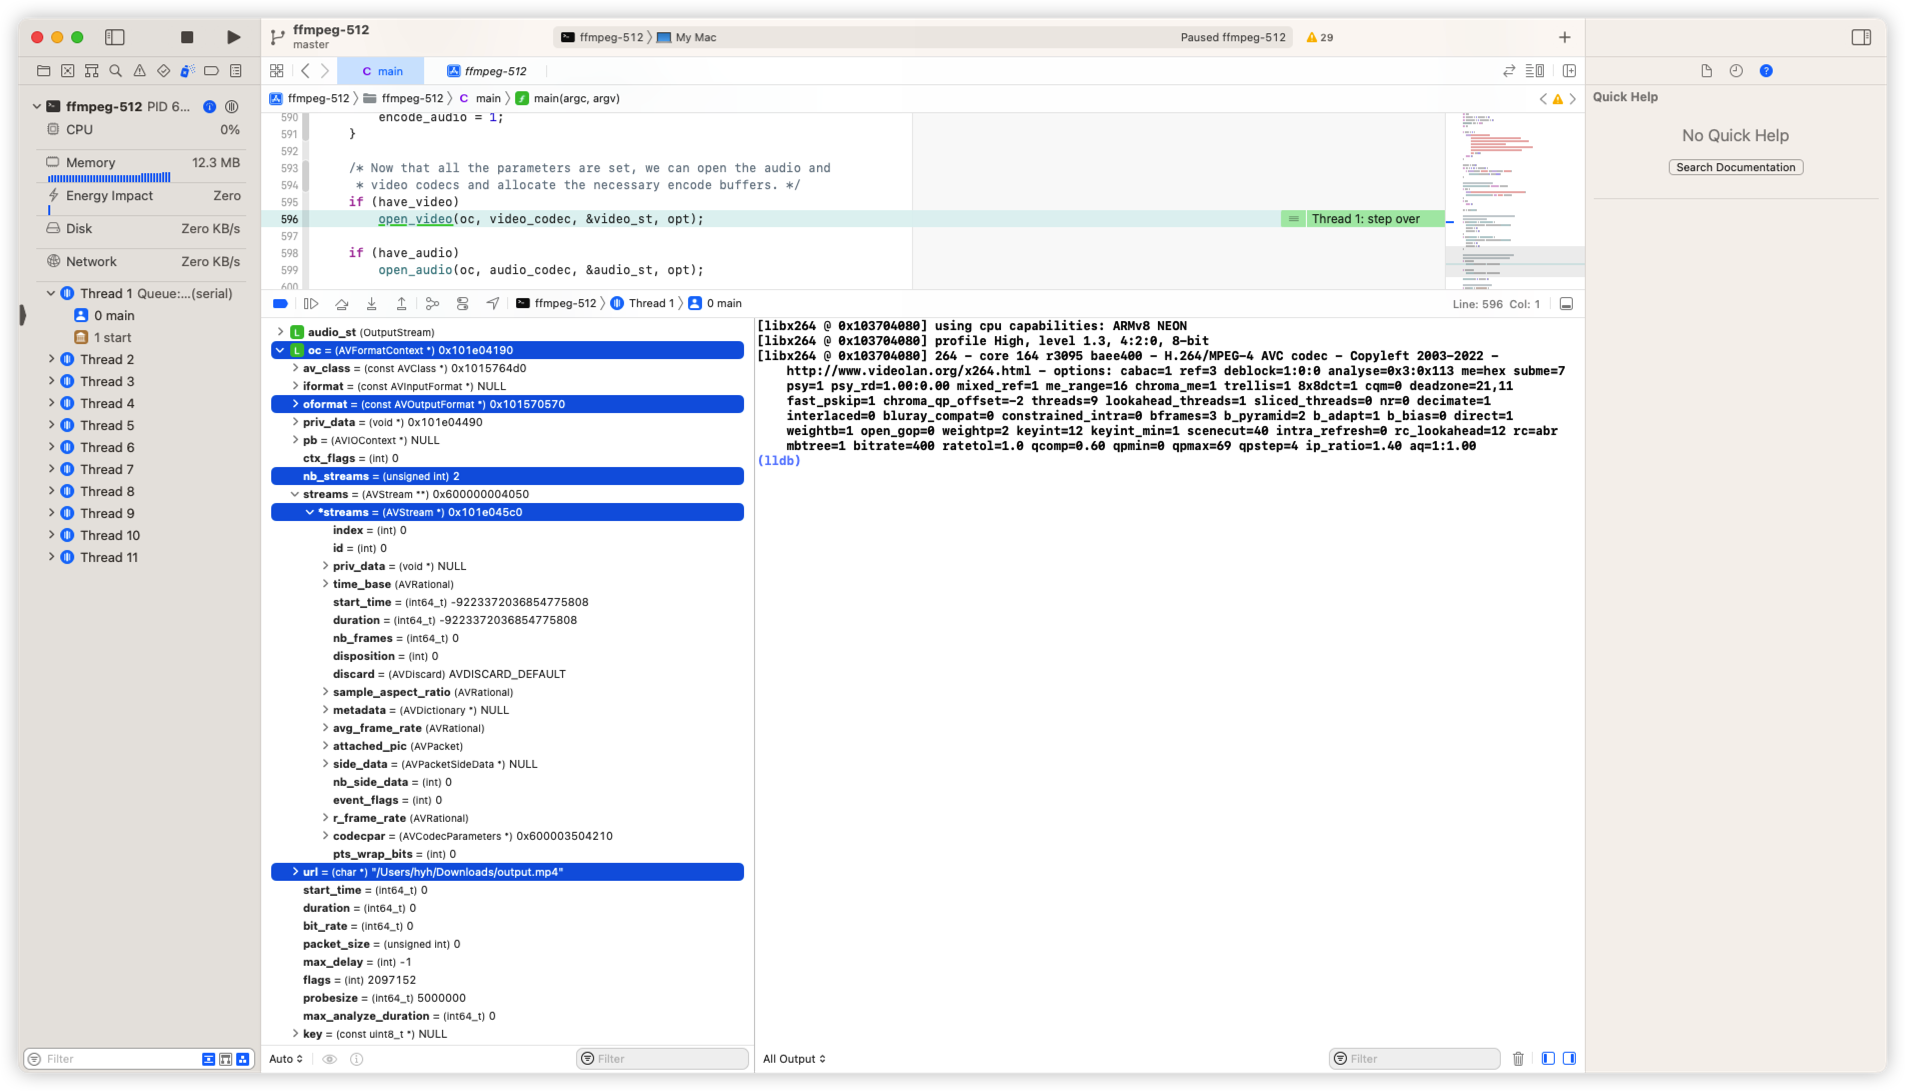 ffmpeg-512
master
ffmpeg-512 〉 My Mac
Paused ffmpeg-512
29
main
ffmpeg-512
ffmpeg-512 PID 6...
CPU 0%
Memory 12.3 MB
Energy Impact Zero
Disk Zero KB/s
Network Zero KB/s
Thread 1 Queue:...(serial)
0 main
1 start
Thread 2
Thread 3
Thread 4
Thread 5
Thread 6
Thread 7
Thread 8
Thread 9
Thread 10
Thread 11
Filter
ffmpeg-512 〉 ffmpeg-512 〉 C main 〉 main(argc, argv)
590 encode_audio = 1;
591 }
592
593 /* Now that all the parameters are set, we can open the audio and
594 * video codecs and allocate the necessary encode buffers. */
595 if (have_video)
596 open_video(oc, video_codec, &video_st, opt);
Thread 1: step over
597
598 if (have_audio)
599 open_audio(oc, audio_codec, &audio_st, opt);
600
ffmpeg-512 〉 Thread 1 〉 0 main
Line: 596 Col: 1
L audio_st (OutputStream)
L oc = (AVFormatContext *) 0x101e04190
av_class = (const AVClass *) 0x1015764d0
iformat = (const AVInputFormat *) NULL
oformat = (const AVOutputFormat *) 0x101570570
priv_data = (void *) 0x101e04490
pb = (AVIOContext *) NULL
ctx_flags = (int) 0
nb_streams = (unsigned int) 2
streams = (AVStream **) 0x600000004050
*streams = (AVStream *) 0x101e045c0
index = (int) 0
id = (int) 0
priv_data = (void *) NULL
time_base (AVRational)
start_time = (int64_t) -9223372036854775808
duration = (int64_t) -9223372036854775808
nb_frames = (int64_t) 0
disposition = (int) 0
discard = (AVDiscard) AVDISCARD_DEFAULT
sample_aspect_ratio (AVRational)
metadata = (AVDictionary *) NULL
avg_frame_rate (AVRational)
attached_pic (AVPacket)
side_data = (AVPacketSideData *) NULL
nb_side_data = (int) 0
event_flags = (int) 0
r_frame_rate (AVRational)
codecpar = (AVCodecParameters *) 0x600003504210
pts_wrap_bits = (int) 0
url = (char *) "/Users/hyh/Downloads/output.mp4"
start_time = (int64_t) 0
duration = (int64_t) 0
bit_rate = (int64_t) 0
packet_size = (unsigned int) 0
max_delay = (int) -1
flags = (int) 2097152
probesize = (int64_t) 5000000
max_analyze_duration = (int64_t) 0
key = (const uint8_t *) NULL
Auto
Filter
[libx264 @ 0x103704080] using cpu capabilities: ARMv8 NEON
[libx264 @ 0x103704080] profile High, level 1.3, 4:2:0, 8-bit
[libx264 @ 0x103704080] 264 - core 164 r3095 baee400 - H.264/MPEG-4 AVC codec - Copyleft 2003-2022 -
http://www.videolan.org/x264.html - options: cabac=1 ref=3 deblock=1:0:0 analyse=0x3:0x113 me=hex subme=7
psy=1 psy_rd=1.00:0.00 mixed_ref=1 me_range=16 chroma_me=1 trellis=1 8x8dct=1 cqm=0 deadzone=21,11
fast_pskip=1 chroma_qp_offset=-2 threads=9 lookahead_threads=1 sliced_threads=0 nr=0 decimate=1
interlaced=0 bluray_compat=0 constrained_intra=0 bframes=3 b_pyramid=2 b_adapt=1 b_bias=0 direct=1
weightb=1 open_gop=0 weightp=2 keyint=12 keyint_min=1 scenecut=40 intra_refresh=0 rc_lookahead=12 rc=abr
mbtree=1 bitrate=400 ratetol=1.0 qcomp=0.60 qpmin=0 qpmax=69 qpstep=4 ip_ratio=1.40 aq=1:1.00
(lldb)
All Output
Filter
Quick Help
No Quick Help
Search Documentation